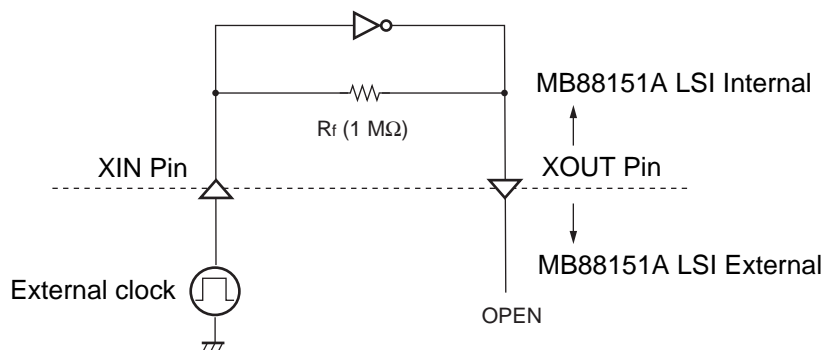 MB88151A LSI Internal
Rf (1 MΩ)
XIN Pin
XOUT Pin
MB88151A LSI External
External clock
OPEN